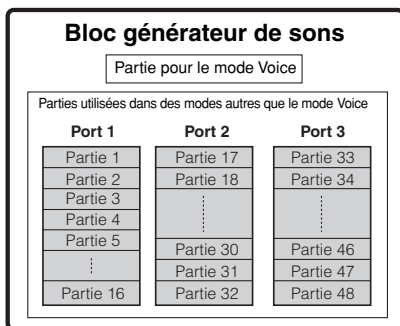 Bloc générateur de sons
Partie pour le mode Voice
Parties utilisées dans des modes autres que le mode Voice
Port 1
Partie 1
Partie 2
Partie 3
Partie 4
Partie 5
Partie 16
Port 2
Partie 17
Partie 18
Partie 30
Partie 31
Partie 32
Port 3
Partie 33
Partie 34
Partie 46
Partie 47
Partie 48